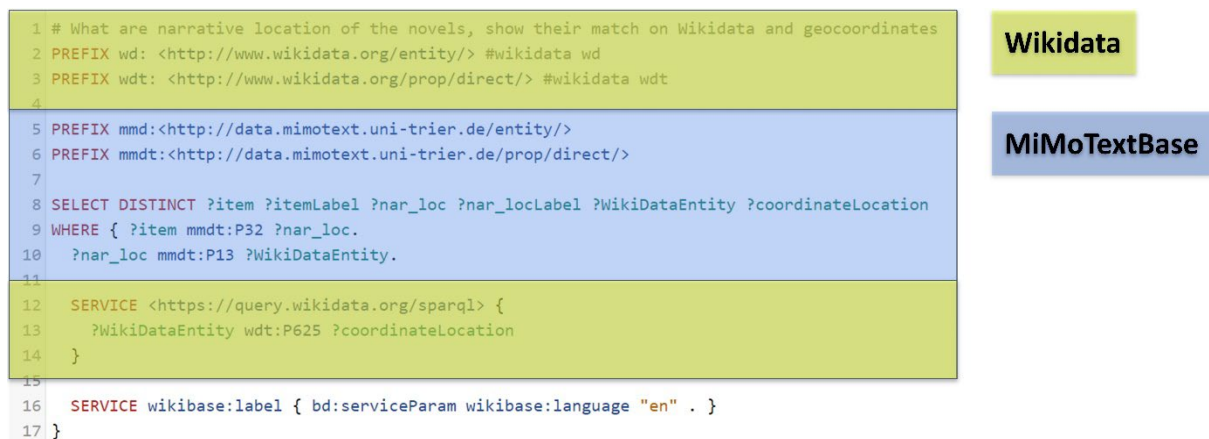 1 # What are narrative location of the novels, show their match on Wikidata and geocoordinates
2 PREFIX wd: <http://www.wikidata.org/entity/> #wikidata wd
3 PREFIX wdt: <http://www.wikidata.org/prop/direct/> #wikidata wdt
4
5 PREFIX mmd:<http://data.mimotext.uni-trier.de/entity/>
6 PREFIX mmdt:<http://data.mimotext.uni-trier.de/prop/direct/>
7
8 SELECT DISTINCT ?item ?itemLabel ?nar_loc ?nar_locLabel ?WikiDataEntity ?coordinateLocation
9 WHERE { ?item mmdt:P32 ?nar_loc.
10 ?nar_loc mmdt:P13 ?WikiDataEntity.
11
12 SERVICE <https://query.wikidata.org/sparql> {
13 ?WikiDataEntity wdt:P625 ?coordinateLocation
14 }
15
16 SERVICE wikibase:label { bd:serviceParam wikibase:language "en" . }
17 }
Wikidata
MiMoTextBase